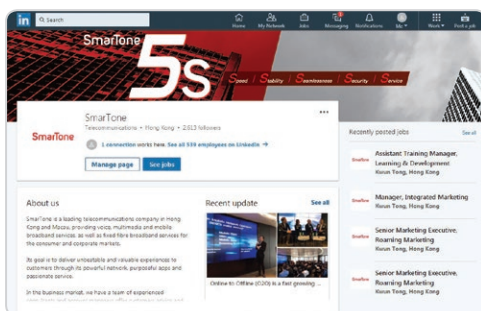 in Search
Home My Network Jobs Messaging Notifications Me Work Post a job
SmarTone
5S
Speed Stability Seamlessness Security Service
SmarTone
SmarTone
Telecommunications • Hong Kong • 2,613 followers
1 connection works here. See all 539 employees on LinkedIn →
Manage page See jobs
Recently posted jobs See all
SmarTone
Assistant Training Manager,
Learning & Development
Kwun Tong, Hong Kong
SmarTone
Manager, Integrated Marketing
Kwun Tong, Hong Kong
SmarTone
Senior Marketing Executive,
Roaming Marketing
Kwun Tong, Hong Kong
SmarTone
Senior Marketing Executive,
Roaming Marketing
Kwun Tong, Hong Kong
About us
SmarTone is a leading telecommunications company in Hong
Kong and Macau, providing voice, multimedia and mobile
broadband services, as well as fixed fibre broadband services for
the consumer and corporate markets.
Its goal is to deliver unbeatable and valuable experiences to
customers through its powerful network, purposeful apps and
passionate service.
In the business market, we have a team of experienced
Recent update See all
Online to Offline (O2O) is a fast growing, ...